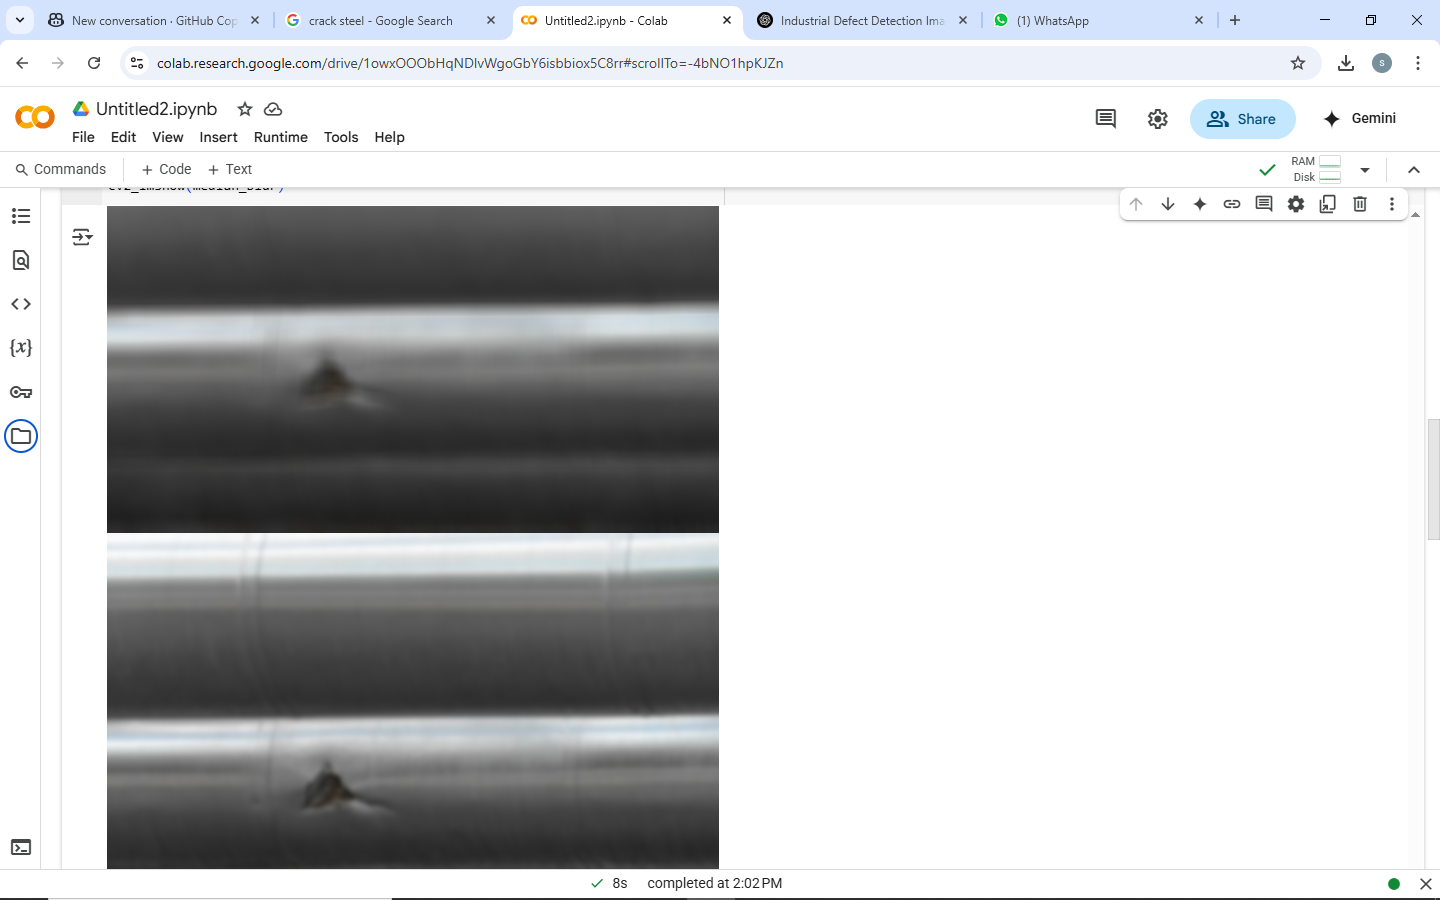 New conversation · GitHub Cop
crack steel - Google Search
Untitled2.ipynb - Colab
Industrial Defect Detection Ima
(1) WhatsApp
colab.research.google.com/drive/1owxOOObHqNDIvWgoGbY6isbbiox5C8rr#scrollTo=-4bNO1hpKJZn
S
CO
Untitled2.ipynb
File Edit View Insert Runtime Tools Help
Share
Gemini
Commands + Code + Text
RAM
Disk
cv2_imshow(median_blur)
{x}
8s completed at 2:02 PM